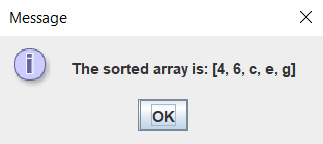 Message
The sorted array is: [4, 6, c, e, g]
OK